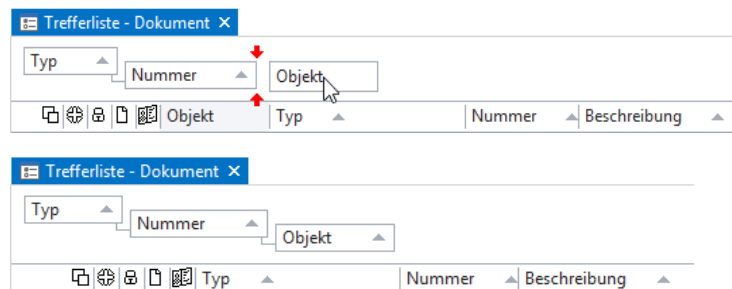 Trefferliste - Dokument ×
Typ
Nummer
Objekt
Objekt Typ Nummer Beschreibung
Trefferliste - Dokument ×
Typ
Nummer
Objekt
Typ Nummer Beschreibung